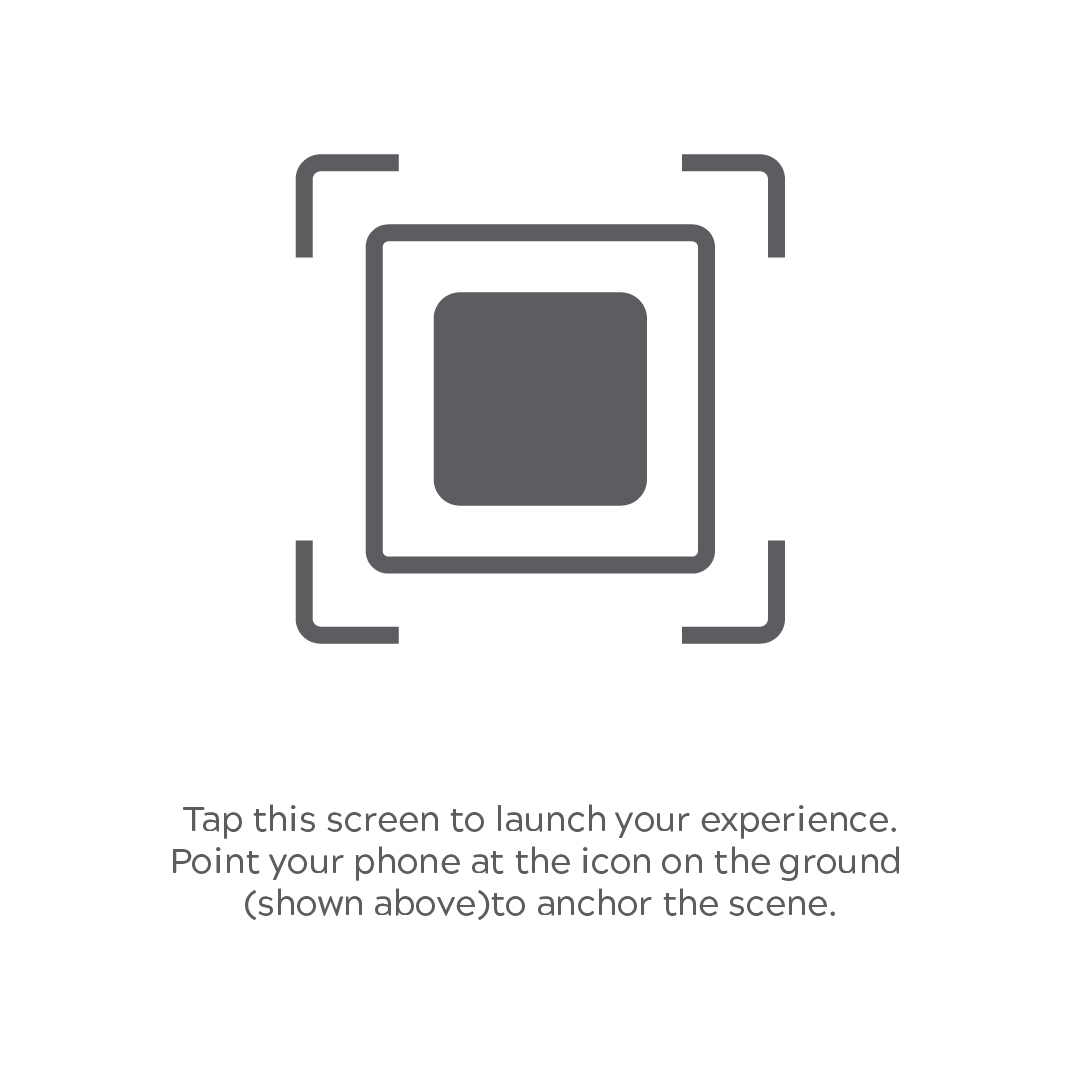 Tap this screen to launch your experience.
Point your phone at the icon on the ground
(shown above)to anchor the scene.